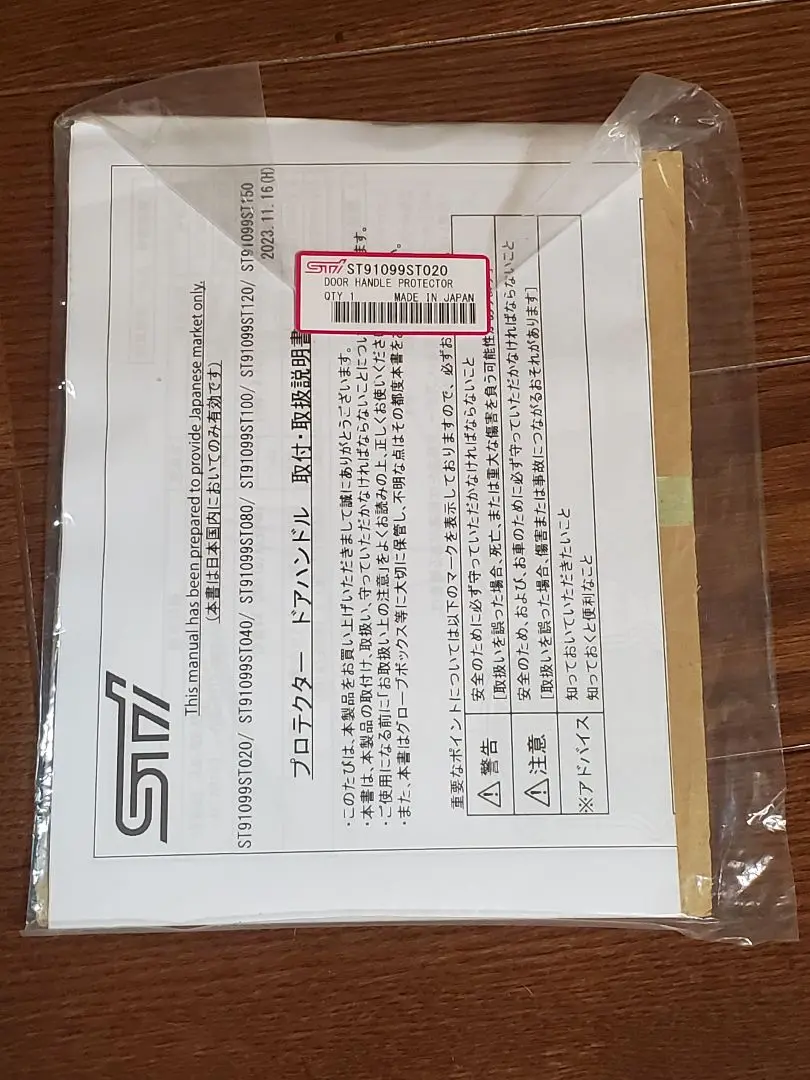 STI ST91099ST020
DOOR HANDLE PROTECTOR
QTY 1 MADE IN JAPAN
STI
This manual has been prepared to provide Japanese market only.
(本書は日本国内においてのみ有効です)
ST91099ST020/ ST91099ST040/ ST91099ST080/ ST91099ST100/ ST91099ST120/ ST91099ST150
2023.11.16(H)
プロテクター ドアハンドル 取付・取扱説明書
・このたびは、本製品をお買い上げいただきまして誠にありがとうございます。
・本書は、本製品の取付け、取扱い、守っていただかなければならないことについ ます。
・ご使用になる前に「お取扱い上の注意」をよくお読みの上、正しくお使いくださ
・また、本書はグローブボックス等に大切に保管し、不明な点はその都度本書をお い。
重要なポイントについては以下のマークを表示しておりますので、必ずお
警告
安全のために必ず守っていただかなければならないこと
[取扱いを誤った場合、死亡、または重大な傷害を負う可能性があります]
注意
安全のため、および、お車のために必ず守っていただかなければならないこと
[取扱いを誤った場合、傷害または事故につながるおそれがあります]
※アドバイス
知っておいていただきたいこと
知っておくと便利なこと